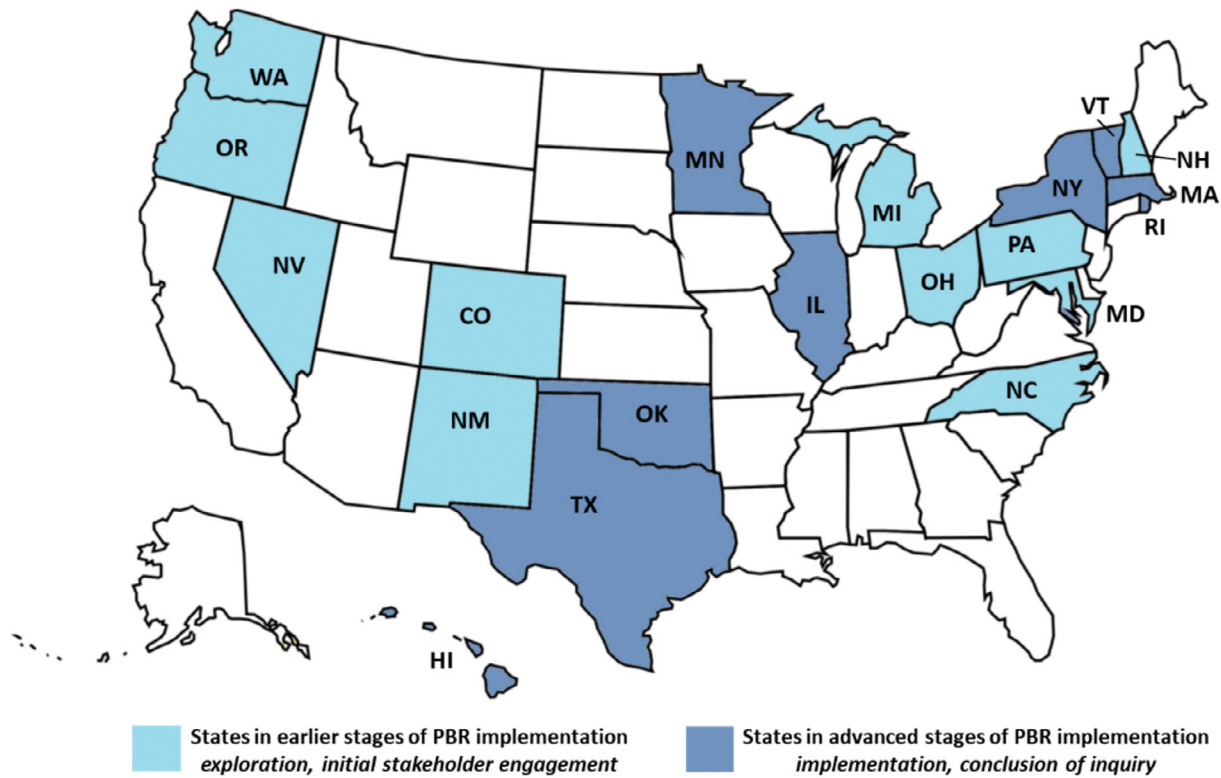 WA
OR
NV
CO
NM
MN
IL
OK
TX
HI
MI
OH
PA
NY
VT
NH
MA
RI
MD
NC
States in earlier stages of PBR implementation
exploration, initial stakeholder engagement
States in advanced stages of PBR implementation
implementation, conclusion of inquiry